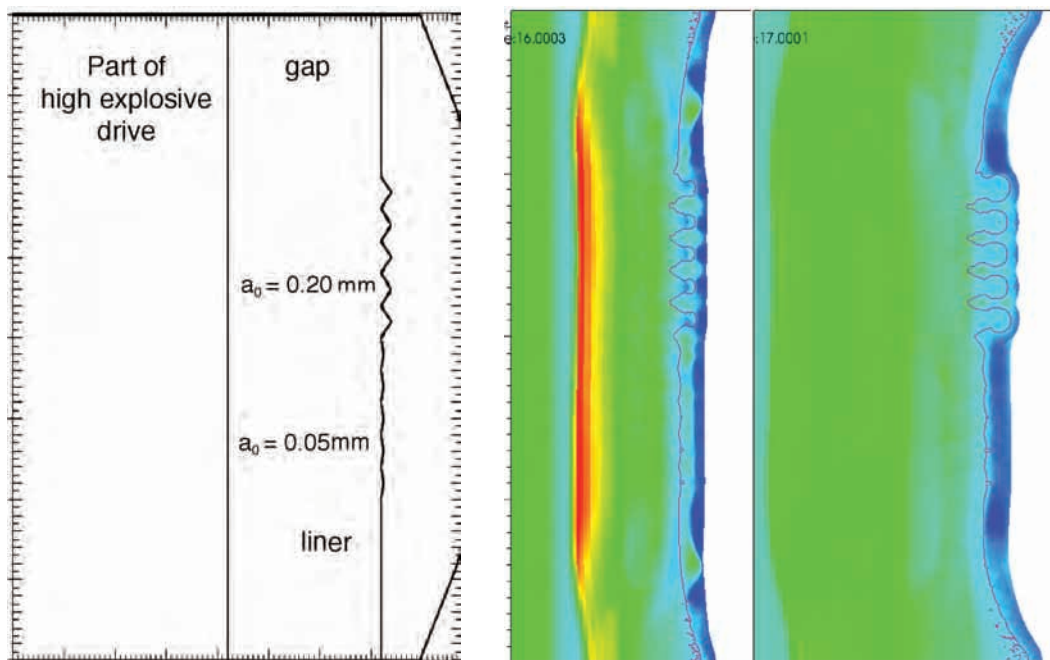 Part of
high explosive
drive
gap
a₀ = 0.20 mm
a₀ = 0.05mm
liner
e:16.0003
:17.0001